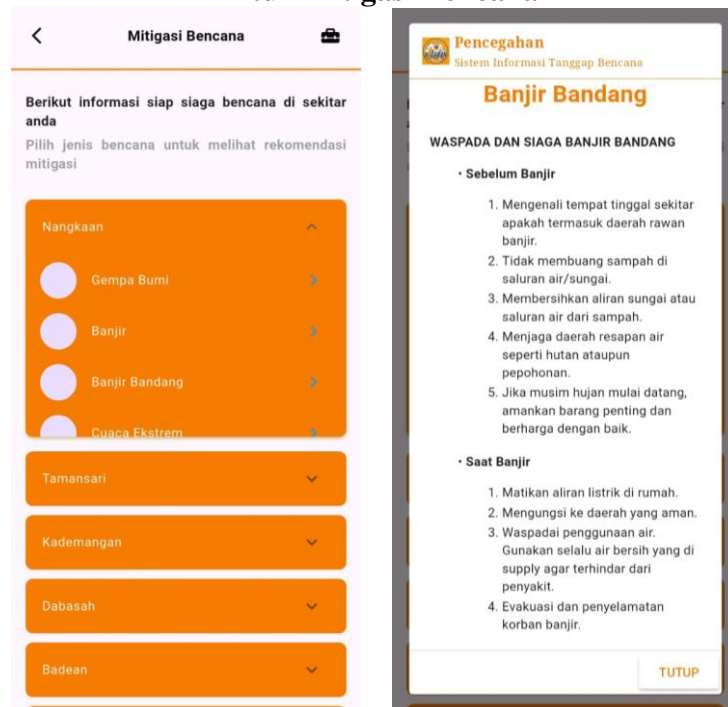 Mitigasi Bencana
Berikut informasi siap siaga bencana di sekitar
anda
Pilih jenis bencana untuk melihat rekomendasi
mitigasi
Nangkaan
Gempa Bumi
Banjir
Banjir Bandang
Cuaca Ekstrem
Tamansari
Kademangan
Dabasah
Badean
Pencegahan
Sistem Informasi Tanggap Bencana
Banjir Bandang
WASPADA DAN SIAGA BANJIR BANDANG
• Sebelum Banjir
1. Mengenali tempat tinggal sekitar
apakah termasuk daerah rawan
banjir.
2. Tidak membuang sampah di
saluran air/sungai.
3. Membersihkan aliran sungai atau
saluran air dari sampah.
4. Menjaga daerah resapan air
seperti hutan ataupun
pepohonan.
5. Jika musim hujan mulai datang,
amankan barang penting dan
berharga dengan baik.
• Saat Banjir
1. Matikan aliran listrik di rumah.
2. Mengungsi ke daerah yang aman.
3. Waspadai penggunaan air.
Gunakan selalu air bersih yang di
supply agar terhindar dari
penyakit.
4. Evakuasi dan penyelamatan
korban banjir.
TUTUP